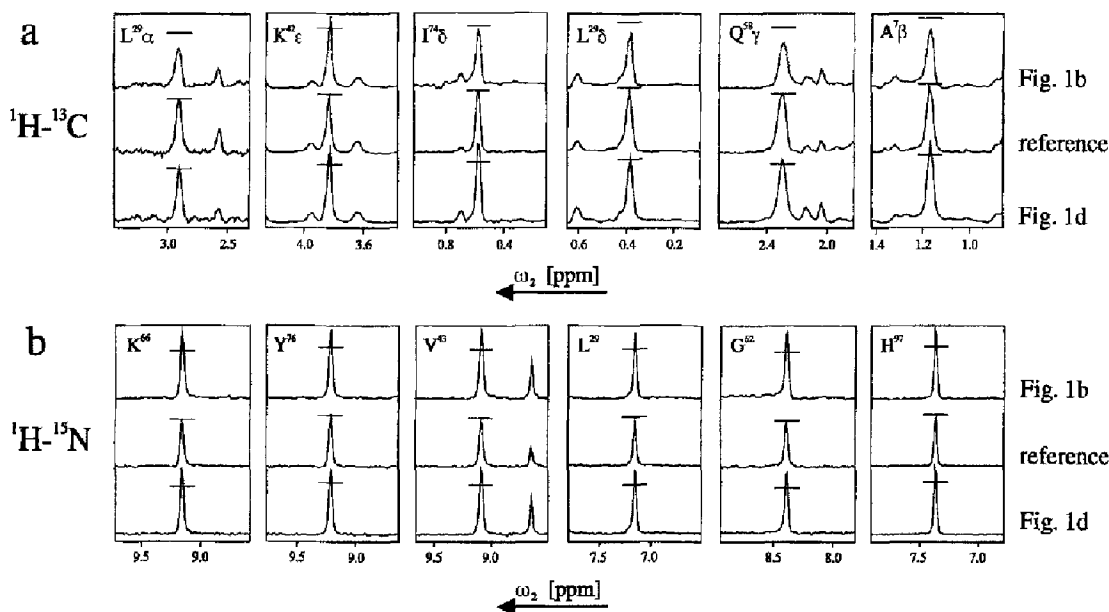 a
L²⁹α K⁴²ε I⁷⁴δ L²⁹δ Q⁵⁸γ A⁷β
Fig. 1b
¹H-¹³C
reference
Fig. 1d
3.0 2.5 4.0 3.6 0.8 0.4 0.6 0.4 0.2 2.4 2.0 1.4 1.2 1.0
ω₂ [ppm]
b
K⁶⁶ Y⁷⁶ V⁴³ L²⁹ G⁶² H⁹⁷
Fig. 1b
¹H-¹⁵N
reference
Fig. 1d
9.5 9.0 9.5 9.0 9.5 9.0 7.5 7.0 8.5 8.0 7.5 7.0
ω₂ [ppm]